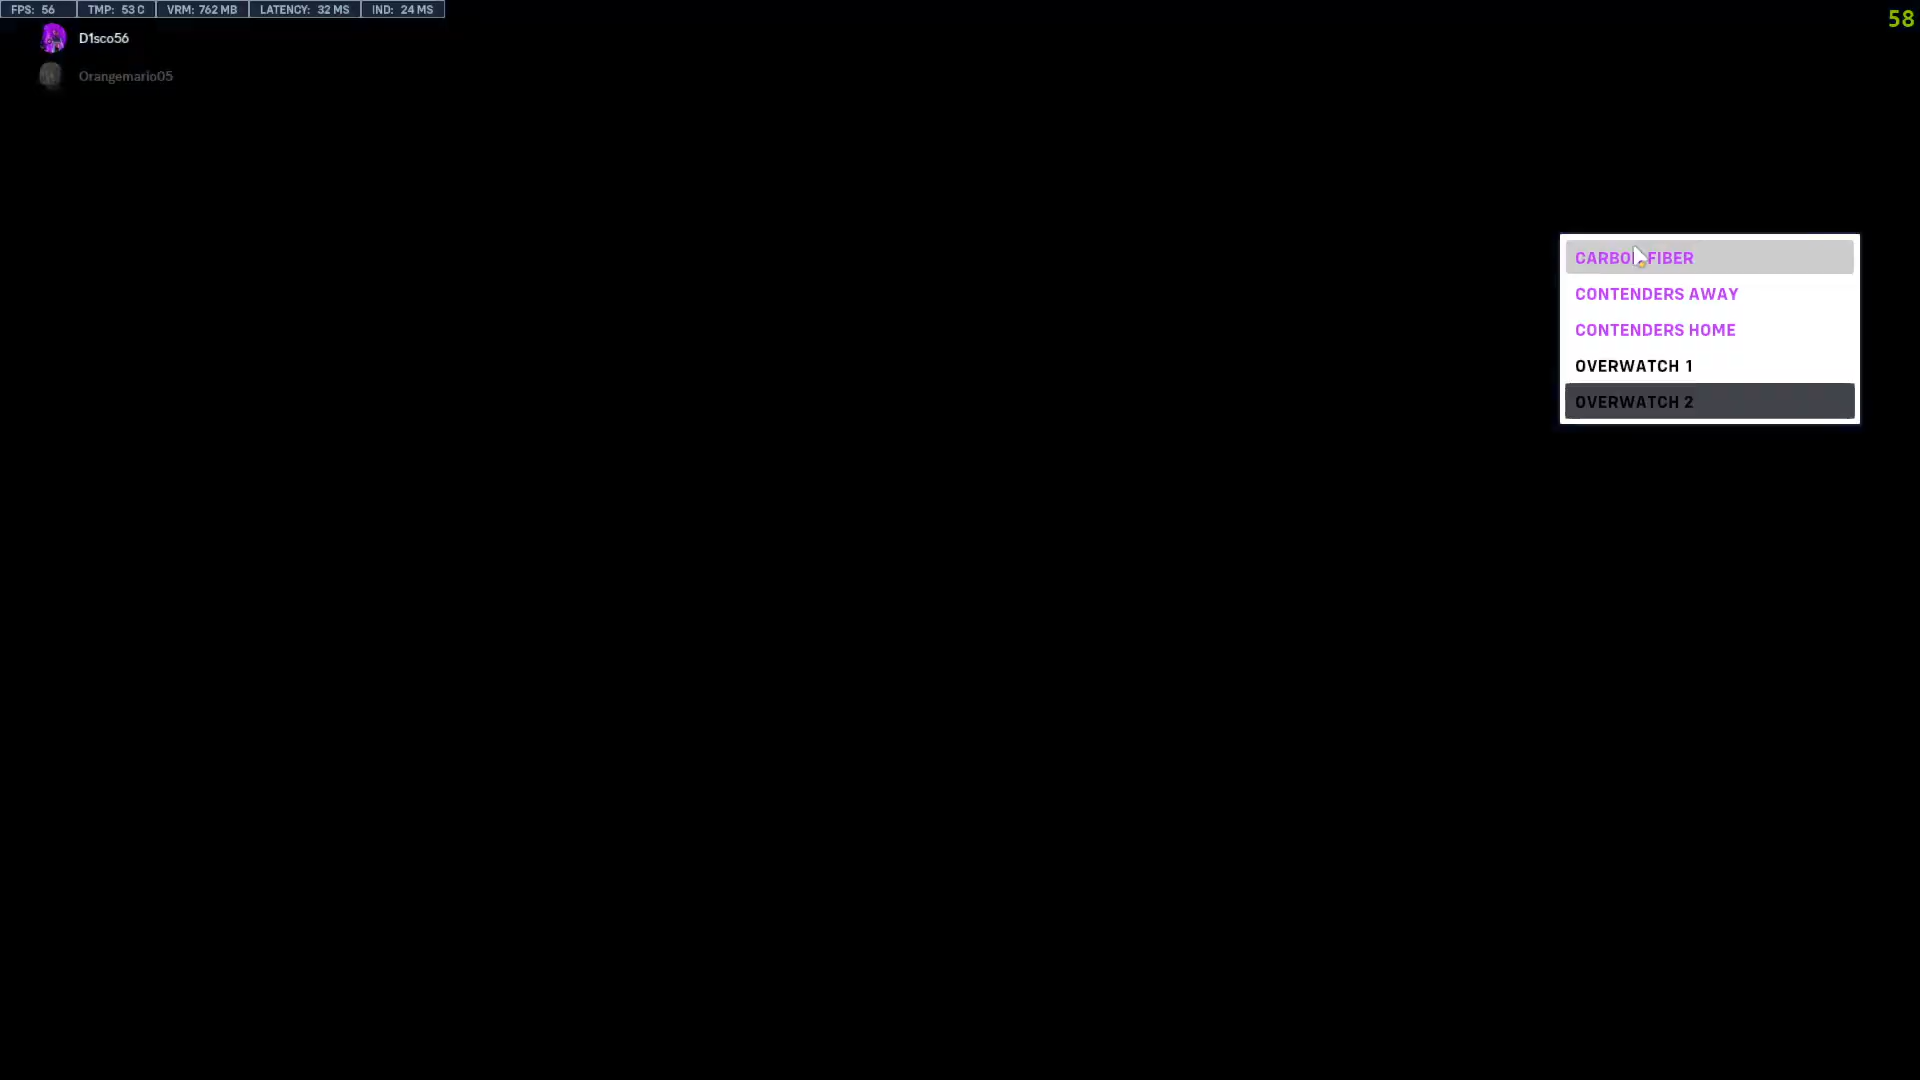 FPS: 56 TMP: 53 C VRM: 762 MB LATENCY: 32 MS IND: 24 MS
58
D1sco56
Orangemario05
CARBON FIBER
CONTENDERS AWAY
CONTENDERS HOME
OVERWATCH 1
OVERWATCH 2